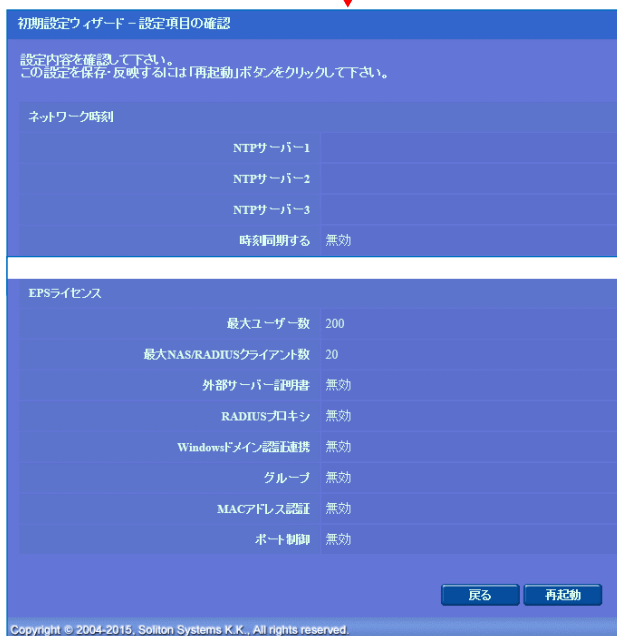 初期設定ウィザード – 設定項目の確認
設定内容を確認して下さい。
この設定を保存・反映するには「再起動」ボタンをクリックして下さい。
ネットワーク時刻
NTPサーバー1
NTPサーバー2
NTPサーバー3
時刻同期する 無効
EPSライセンス
最大ユーザー数 200
最大NAS/RADIUSクライアント数 20
外部サーバー証明書 無効
RADIUSプロキシ 無効
Windowsドメイン認証連携 無効
グループ 無効
MACアドレス認証 無効
ポート制御 無効
戻る 再起動
Copyright © 2004-2015, Soliton Systems K.K., All rights reserved.